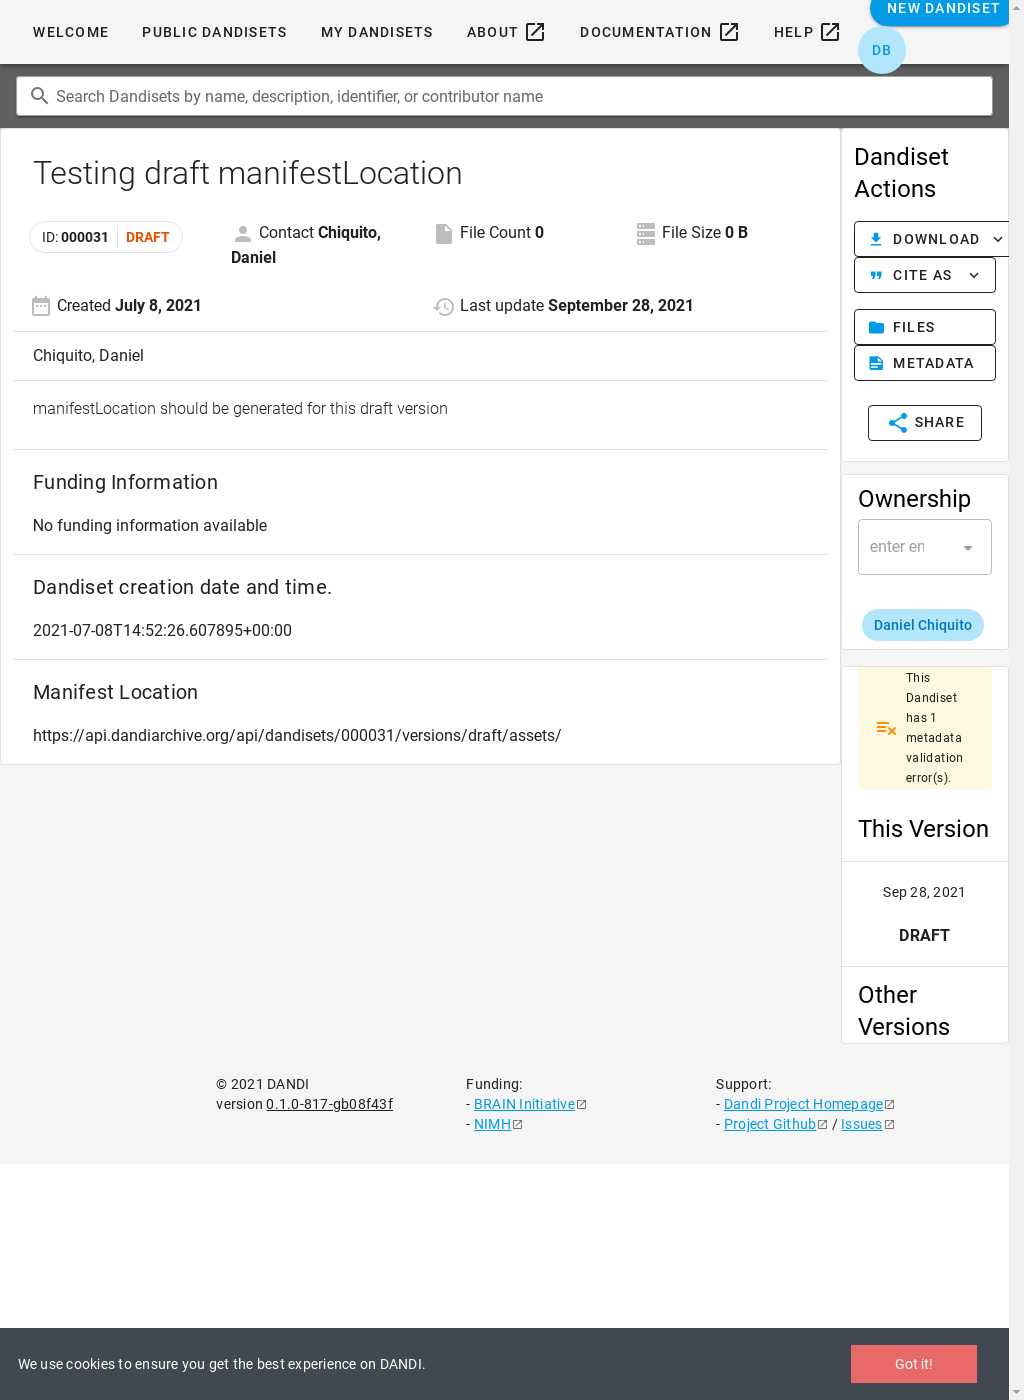 WELCOME PUBLIC DANDISETS MY DANDISETS ABOUT DOCUMENTATION HELP NEW DANDISET
DB
Search Dandisets by name, description, identifier, or contributor name
Testing draft manifestLocation
ID: 000031 DRAFT
Contact Chiquito,
Daniel
File Count 0
File Size 0 B
Created July 8, 2021
Last update September 28, 2021
Chiquito, Daniel
manifestLocation should be generated for this draft version
Funding Information
No funding information available
Dandiset creation date and time.
2021-07-08T14:52:26.607895+00:00
Manifest Location
https://api.dandiarchive.org/api/dandisets/000031/versions/draft/assets/
Dandiset
Actions
DOWNLOAD
CITE AS
FILES
METADATA
SHARE
Ownership
enter en
Daniel Chiquito
This
Dandiset
has 1
metadata
validation
error(s).
This Version
Sep 28, 2021
DRAFT
Other
Versions
© 2021 DANDI
version 0.1.0-817-gb08f43f
Funding:
- BRAIN Initiative
- NIMH
Support:
- Dandi Project Homepage
- Project Github / Issues
We use cookies to ensure you get the best experience on DANDI.
Got it!